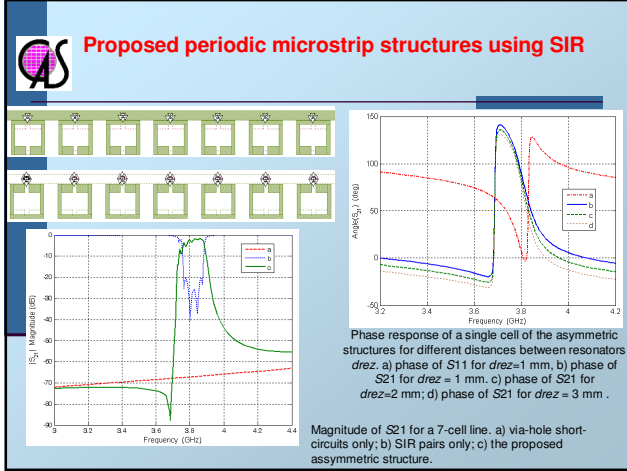 CAS
Proposed periodic microstrip structures using SIR
150
100
50
0
-50
3.2
3.4
3.6
3.8
4
4.2
Angle(S21) (deg)
Frequency (GHz)
a
b
c
d
0
-10
-20
-30
-40
-50
-60
-70
-80
-90
3
3.2
3.4
3.6
3.8
4
4.2
4.4
|S21| Magnitude (dB)
Frequency (GHz)
a
b
c
Phase response of a single cell of the asymmetric
structures for different distances between resonators
drez. a) phase of S11 for drez=1 mm, b) phase of
S21 for drez = 1 mm. c) phase of S21 for
drez=2 mm; d) phase of S21 for drez = 3 mm .
Magnitude of S21 for a 7-cell line. a) via-hole short-
circuits only; b) SIR pairs only; c) the proposed
assymmetric structure.